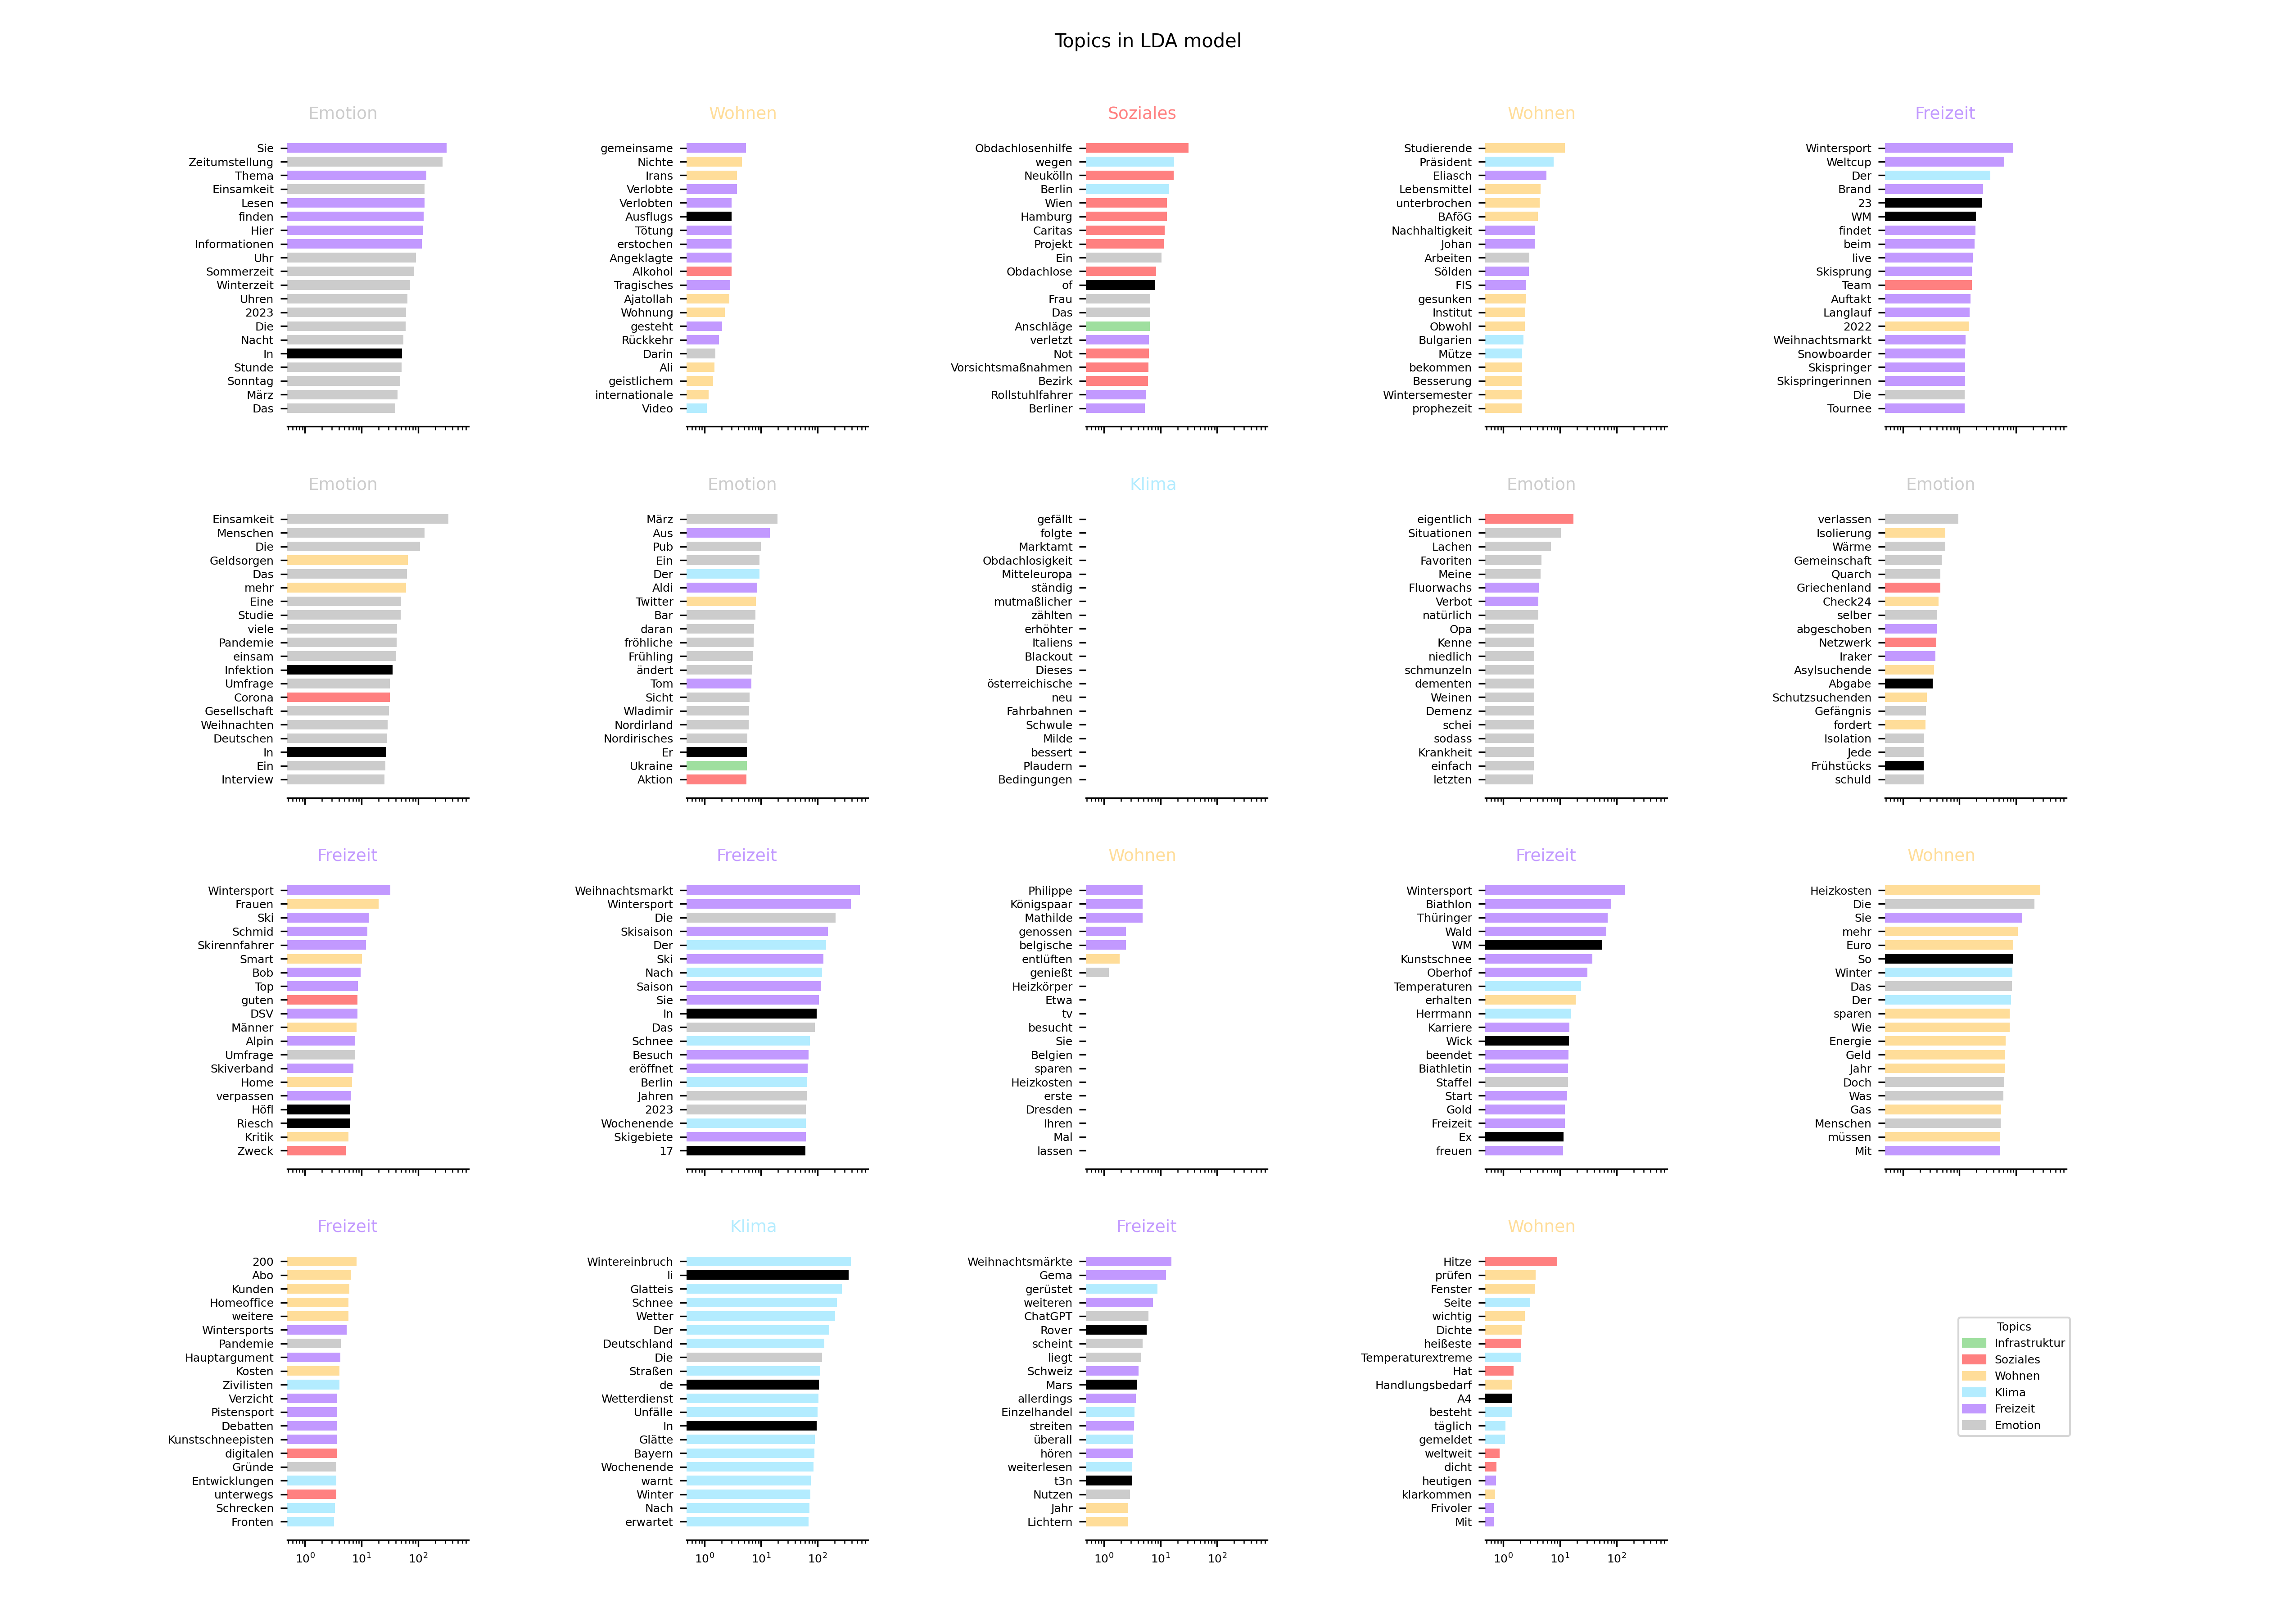 Topics in LDA model
Emotion
Sie
Zeitumstellung
Thema
Einsamkeit
Lesen
finden
Hier
Informationen
Uhr
Sommerzeit
Winterzeit
Uhren
2023
Die
Nacht
In
Stunde
Sonntag
März
Das
Wohnen
gemeinsame
Nichte
Irans
Verlobte
Verlobten
Ausflugs
Tötung
erstochen
Angeklagte
Alkohol
Tragisches
Ajatollah
Wohnung
gesteht
Rückkehr
Darin
Ali
geistlichem
internationale
Video
Soziales
Obdachlosenhilfe
wegen
Neukölln
Berlin
Wien
Hamburg
Caritas
Projekt
Ein
Obdachlose
of
Frau
Das
Anschläge
verletzt
Not
Vorsichtsmaßnahmen
Bezirk
Rollstuhlfahrer
Berliner
Wohnen
Studierende
Präsident
Eliasch
Lebensmittel
unterbrochen
BAföG
Nachhaltigkeit
Johan
Arbeiten
Sölden
FIS
gesunken
Institut
Obwohl
Bulgarien
Mütze
bekommen
Besserung
Wintersemester
prophezeit
Freizeit
Wintersport
Weltcup
Der
Brand
23
WM
findet
beim
live
Skisprung
Team
Auftakt
Langlauf
2022
Weihnachtsmarkt
Snowboarder
Skispringer
Skispringerinnen
Die
Tournee
Emotion
Einsamkeit
Menschen
Die
Geldsorgen
Das
mehr
Eine
Studie
viele
Pandemie
einsam
Infektion
Umfrage
Corona
Gesellschaft
Weihnachten
Deutschen
In
Ein
Interview
Emotion
März
Aus
Pub
Ein
Der
Aldi
Twitter
Bar
daran
fröhliche
Frühling
ändert
Tom
Sicht
Wladimir
Nordirland
Nordirisches
Er
Ukraine
Aktion
Klima
gefällt
folgte
Marktamt
Obdachlosigkeit
Mitteleuropa
ständig
mutmaßlicher
zählten
erhöhter
Italiens
Blackout
Dieses
österreichische
neu
Fahrbahnen
Schwule
Milde
bessert
Plaudern
Bedingungen
Emotion
eigentlich
Situationen
Lachen
Favoriten
Meine
Fluorwachs
Verbot
natürlich
Opa
Kenne
niedlich
schmunzeln
dementen
Weinen
Demenz
schei
sodass
Krankheit
einfach
letzten
Emotion
verlassen
Isolierung
Wärme
Gemeinschaft
Quarch
Griechenland
Check24
selber
abgeschoben
Netzwerk
Iraker
Asylsuchende
Abgabe
Schutzsuchenden
Gefängnis
fordert
Isolation
Jede
Frühstücks
schuld
Freizeit
Wintersport
Frauen
Ski
Schmid
Skirennfahrer
Smart
Bob
Top
guten
DSV
Männer
Alpin
Umfrage
Skiverband
Home
verpassen
Höfl
Riesch
Kritik
Zweck
Freizeit
Weihnachtsmarkt
Wintersport
Die
Skisaison
Der
Ski
Nach
Saison
Sie
In
Das
Schnee
Besuch
eröffnet
Berlin
Jahren
2023
Wochenende
Skigebiete
17
Wohnen
Philippe
Königspaar
Mathilde
genossen
belgische
entlüften
genießt
Heizkörper
Etwa
tv
besucht
Sie
Belgien
sparen
Heizkosten
erste
Dresden
Ihren
Mal
lassen
Freizeit
Wintersport
Biathlon
Thüringer
Wald
WM
Kunstschnee
Oberhof
Temperaturen
erhalten
Herrmann
Karriere
Wick
beendet
Biathletin
Staffel
Start
Gold
Freizeit
Ex
freuen
Wohnen
Heizkosten
Die
Sie
mehr
Euro
So
Winter
Das
Der
sparen
Wie
Energie
Geld
Jahr
Doch
Was
Gas
Menschen
müssen
Mit
Freizeit
200
Abo
Kunden
Homeoffice
weitere
Wintersports
Pandemie
Hauptargument
Kosten
Zivilisten
Verzicht
Pistensport
Debatten
Kunstschneepisten
digitalen
Gründe
Entwicklungen
unterwegs
Schrecken
Fronten
10⁰ 10¹ 10²
Klima
Wintereinbruch
li
Glatteis
Schnee
Wetter
Der
Deutschland
Die
Straßen
de
Wetterdienst
Unfälle
In
Glätte
Bayern
Wochenende
warnt
Winter
Nach
erwartet
10⁰ 10¹ 10²
Freizeit
Weihnachtsmärkte
Gema
gerüstet
weiteren
ChatGPT
Rover
scheint
liegt
Schweiz
Mars
allerdings
Einzelhandel
streiten
überall
hören
weiterlesen
t3n
Nutzen
Jahr
Lichtern
10⁰ 10¹ 10²
Wohnen
Hitze
prüfen
Fenster
Seite
wichtig
Dichte
heißeste
Temperaturextreme
Hat
Handlungsbedarf
A4
besteht
täglich
gemeldet
weltweit
dicht
heutigen
klarkommen
Frivoler
Mit
10⁰ 10¹ 10²
Topics
Infrastruktur
Soziales
Wohnen
Klima
Freizeit
Emotion